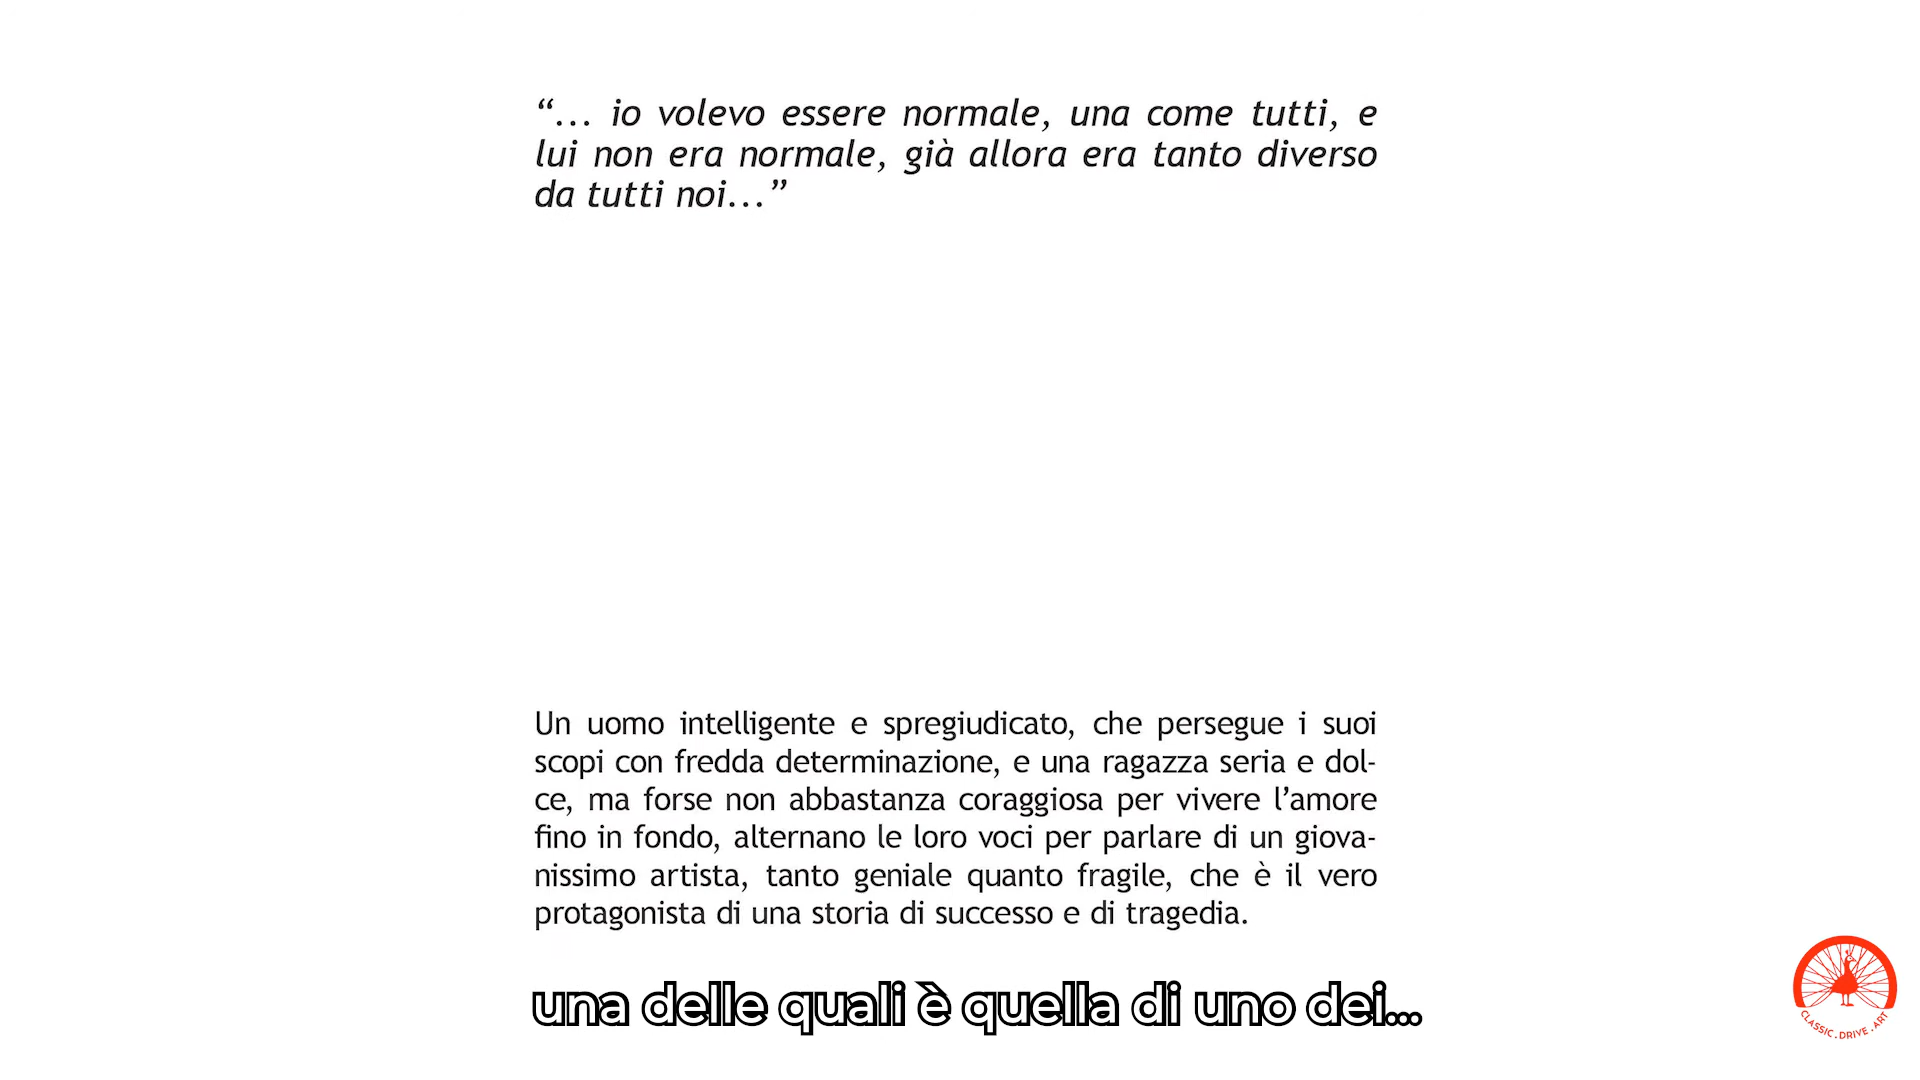 “... io volevo essere normale, una come tutti, e
lui non era normale, già allora era tanto diverso
da tutti noi...”
Un uomo intelligente e spregiudicato, che persegue i suoi
scopi con fredda determinazione, e una ragazza seria e dol-
ce, ma forse non abbastanza coraggiosa per vivere l’amore
fino in fondo, alternano le loro voci per parlare di un giova-
nissimo artista, tanto geniale quanto fragile, che è il vero
protagonista di una storia di successo e di tragedia.
una delle quali è quella di uno dei...
CLASSIC.DRIVE.ART